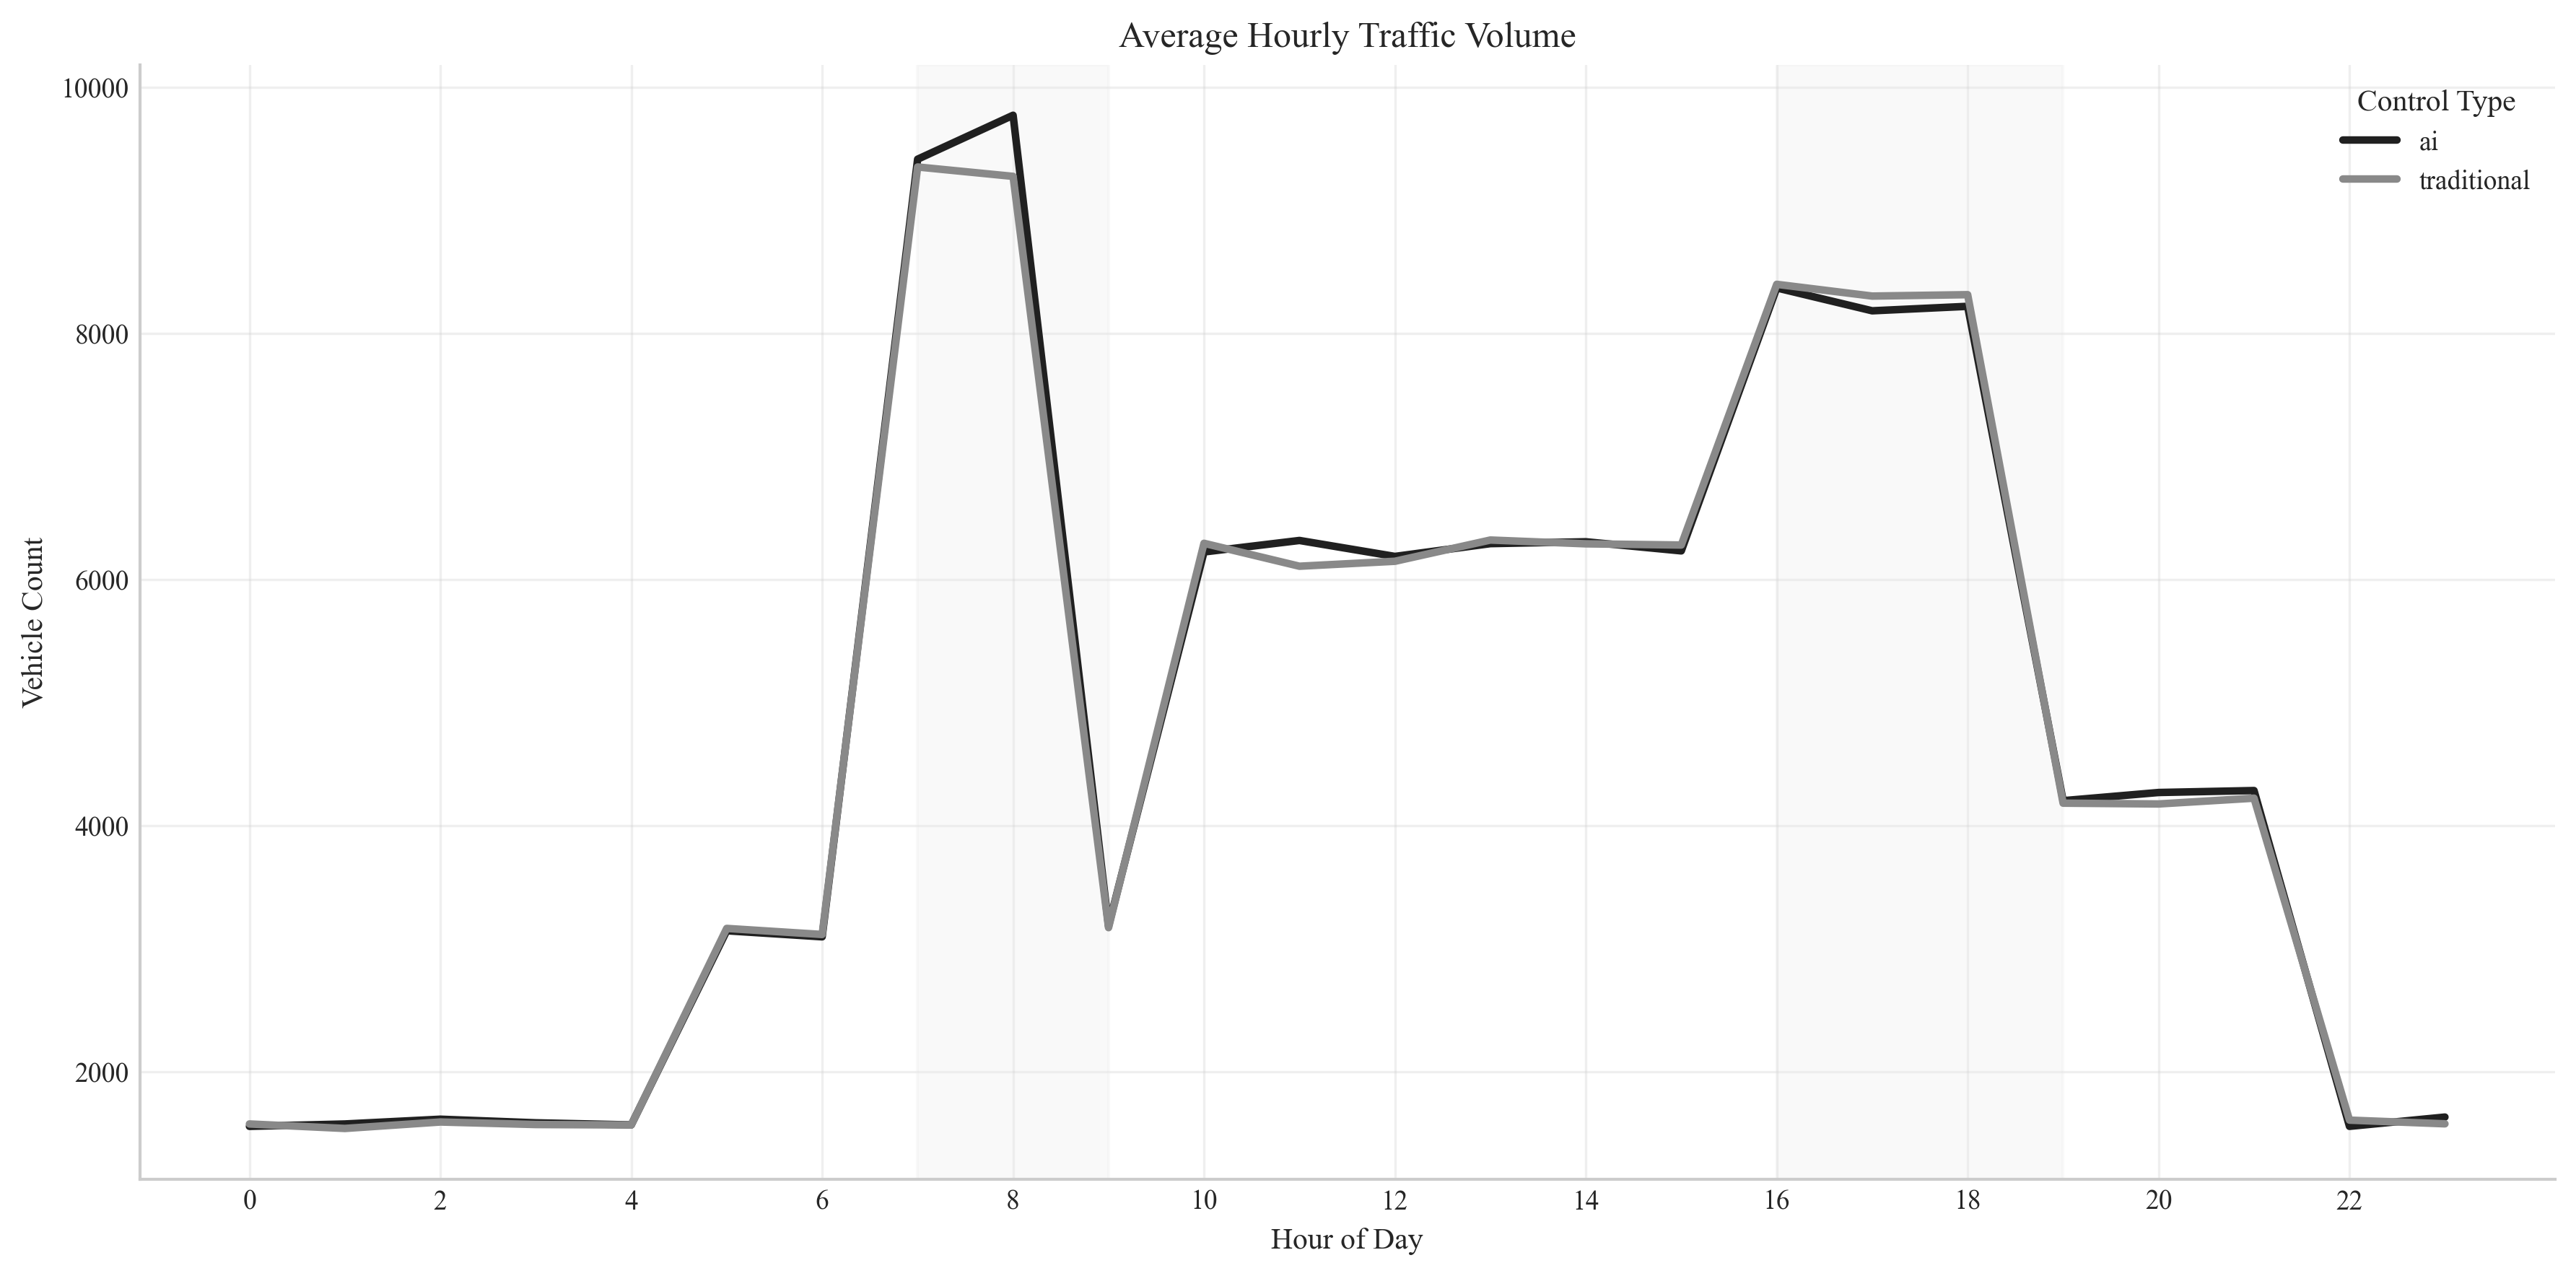 Average Hourly Traffic Volume
Control Type
ai
traditional
Vehicle Count
10000
8000
6000
4000
2000
0 2 4 6 8 10 12 14 16 18 20 22
Hour of Day